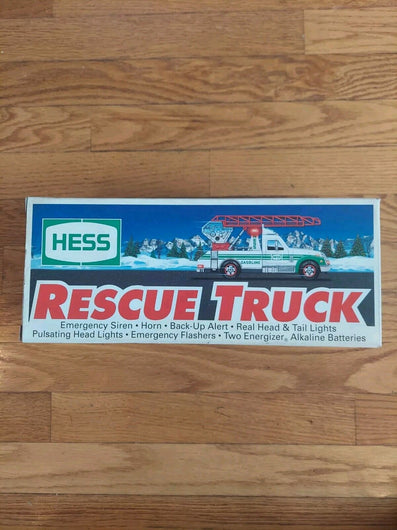 HESS
GASOLINE
RESCUE TRUCK
Emergency Siren • Horn • Back-Up Alert • Real Head & Tail Lights
Pulsating Head Lights • Emergency Flashers • Two Energizer® Alkaline Batteries